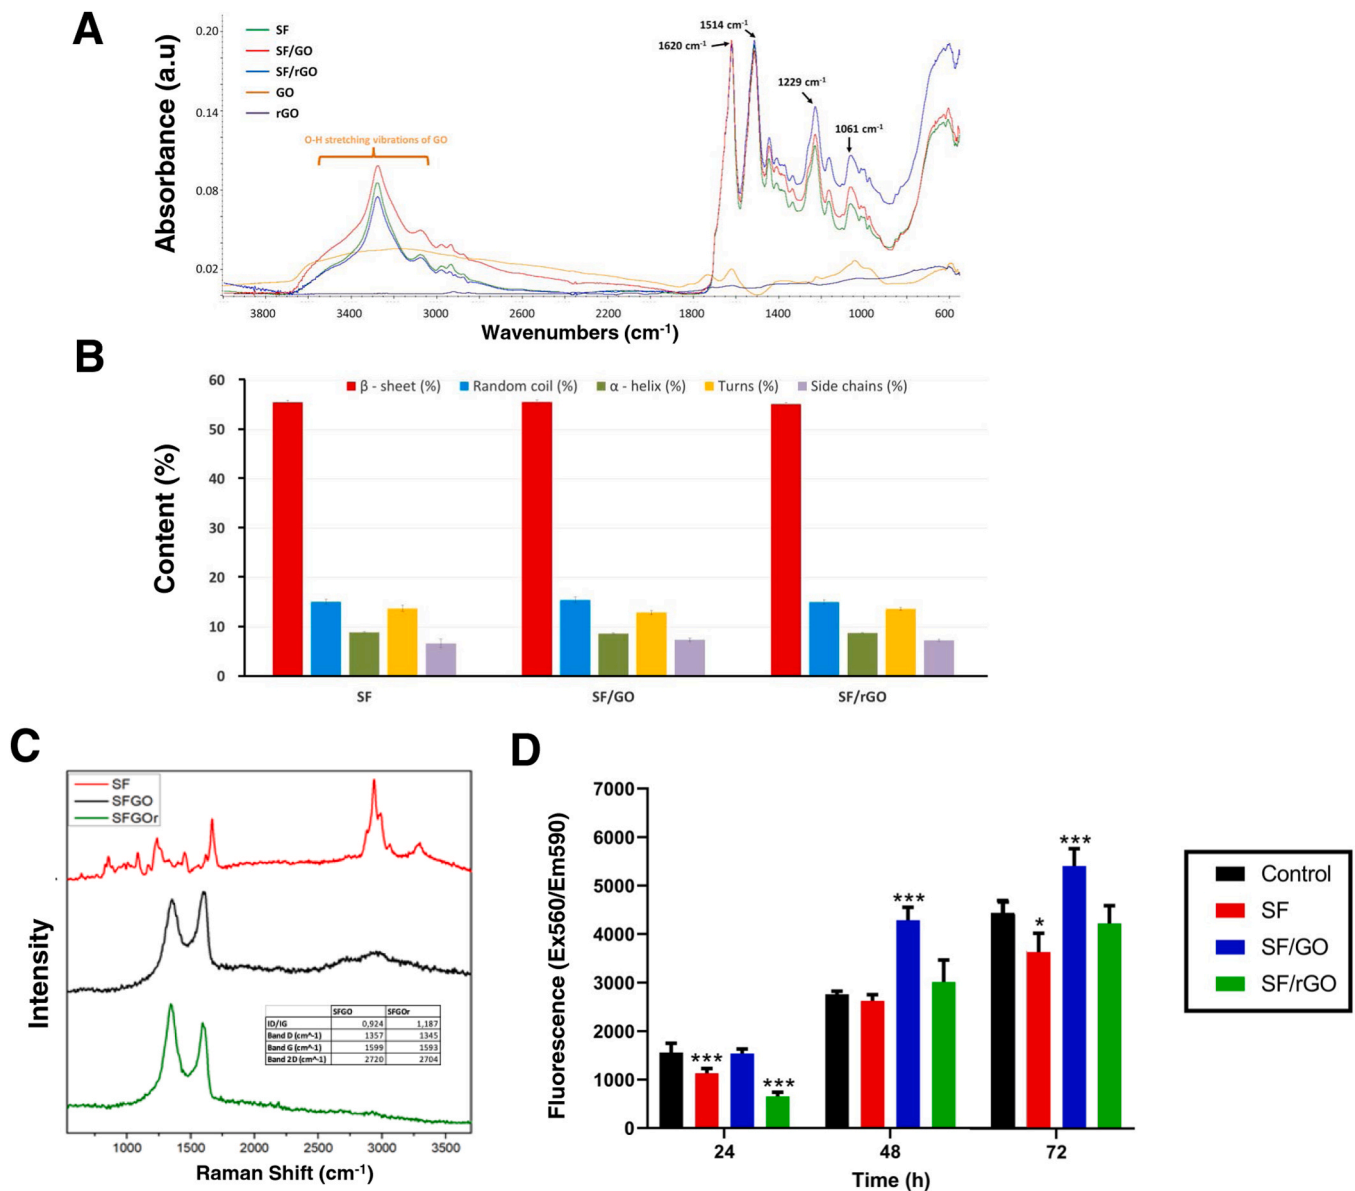 A
Absorbance (a.u)
0.20
0.14
0.08
0.02
SF
SF/GO
SF/rGO
GO
rGO
O-H stretching vibrations of GO
1514 cm-1
1620 cm-1
1229 cm-1
1061 cm-1
3800 3400 3000 2600 2200 1800 1400 1000 600
Wavenumbers (cm-1)
B
Content (%)
β - sheet (%) Random coil (%) α - helix (%) Turns (%) Side chains (%)
60
50
40
30
20
10
0
SF SF/GO SF/rGO
C
Intensity
SF
SFGO
SFGOr
SFGO SFGOr
ID/IG 0,924 1,187
Band D (cm^-1) 1357 1345
Band G (cm^-1) 1599 1593
Band 2D (cm^-1) 2720 2704
1000 1500 2000 2500 3000 3500
Raman Shift (cm-1)
D
Fluorescence (Ex560/Em590)
7000
6000
5000
4000
3000
2000
1000
0
*** *** *** * ***
24 48 72
Time (h)
Control
SF
SF/GO
SF/rGO